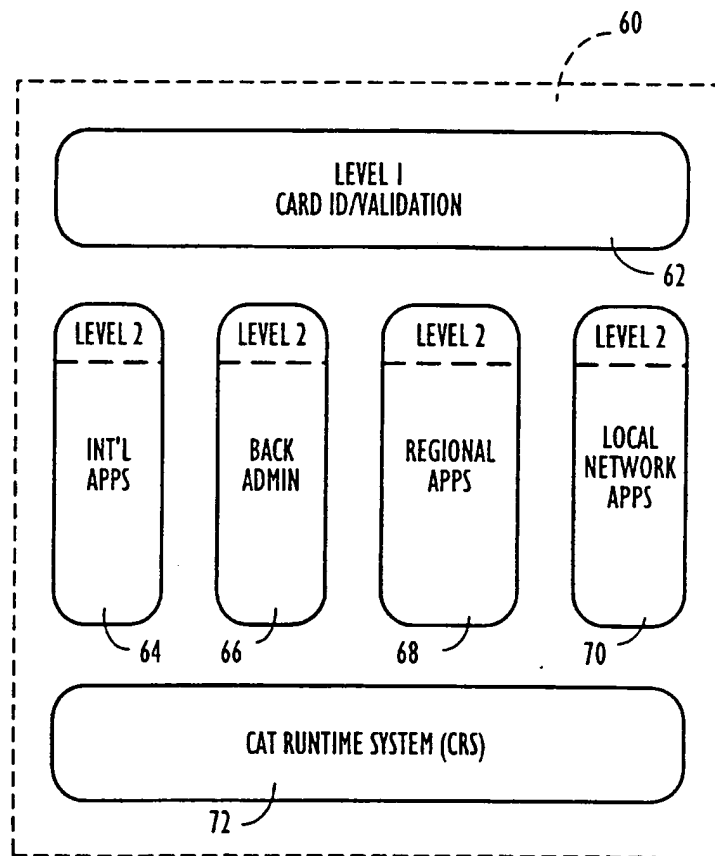 60
LEVEL 1
CARD ID/VALIDATION
62
LEVEL 2
INT'L
APPS
64
LEVEL 2
BACK
ADMIN
66
LEVEL 2
REGIONAL
APPS
68
LEVEL 2
LOCAL
NETWORK
APPS
70
CAT RUNTIME SYSTEM (CRS)
72